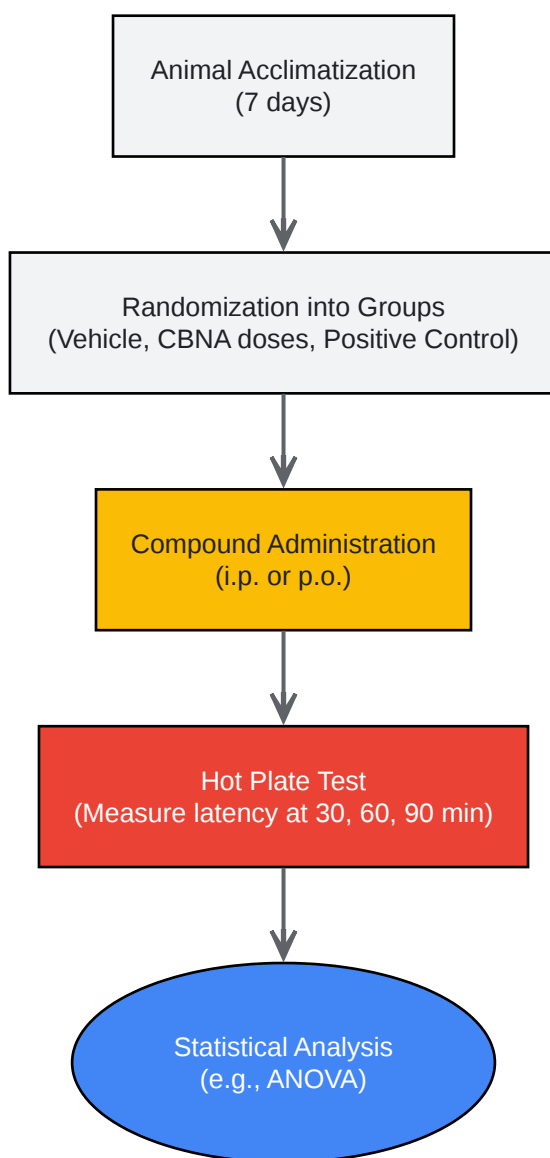 Animal Acclimatization
(7 days)
Randomization into Groups
(Vehicle, CBNA doses, Positive Control)
Compound Administration
(i.p. or p.o.)
Hot Plate Test
(Measure latency at 30, 60, 90 min)
Statistical Analysis
(e.g., ANOVA)